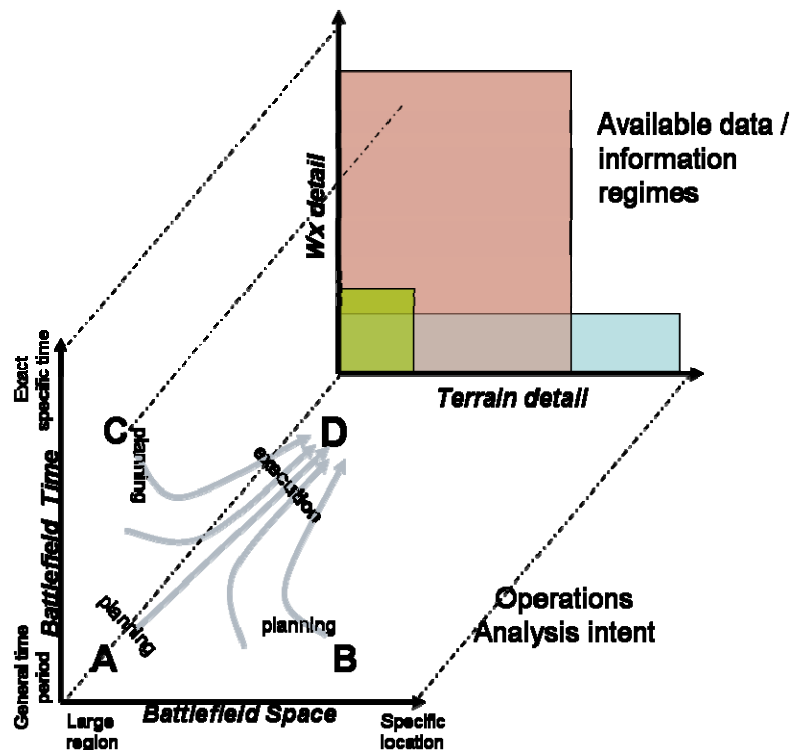 Available data /
information
regimes
Wx detail
Terrain detail
Exact
specific time
Battlefield Time
General time
period
C
planning
D
execution
planning
A
planning
B
Operations
Analysis intent
Battlefield Space
Large
region
Specific
location